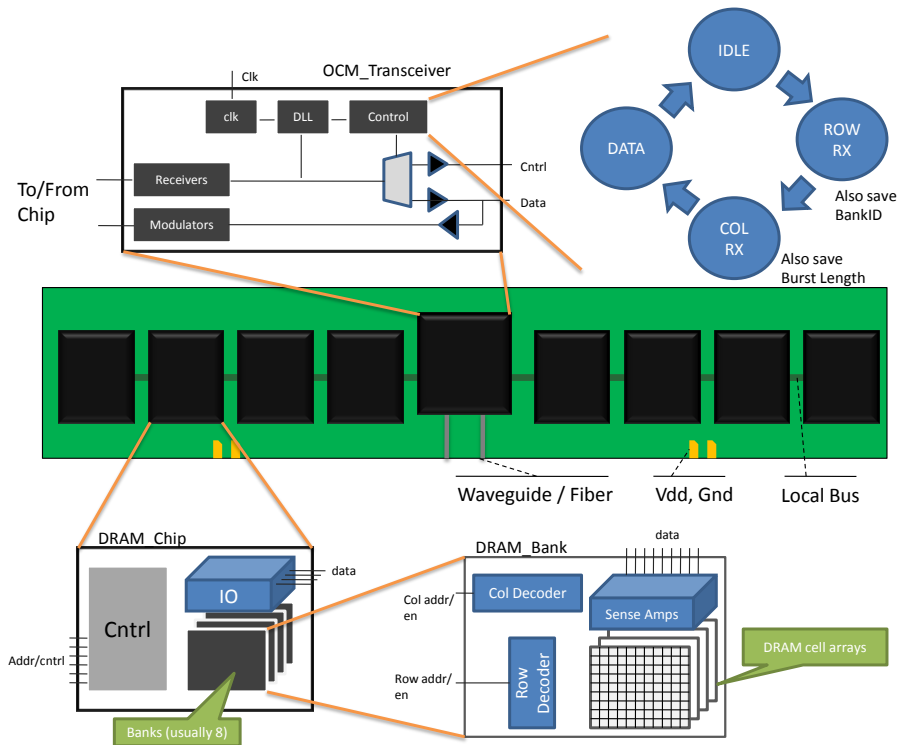 Clk
OCM_Transceiver
clk
DLL
Control
Receivers
Modulators
To/From
Chip
Cntrl
Data
IDLE
ROW
RX
Also save
BankID
COL
RX
Also save
Burst Length
DATA
Waveguide / Fiber
Vdd, Gnd
Local Bus
DRAM_Chip
Cntrl
IO
data
Addr/cntrl
Banks (usually 8)
DRAM_Bank
data
Col Decoder
Sense Amps
Col addr/
en
Row addr/
en
Row
Decoder
DRAM cell arrays